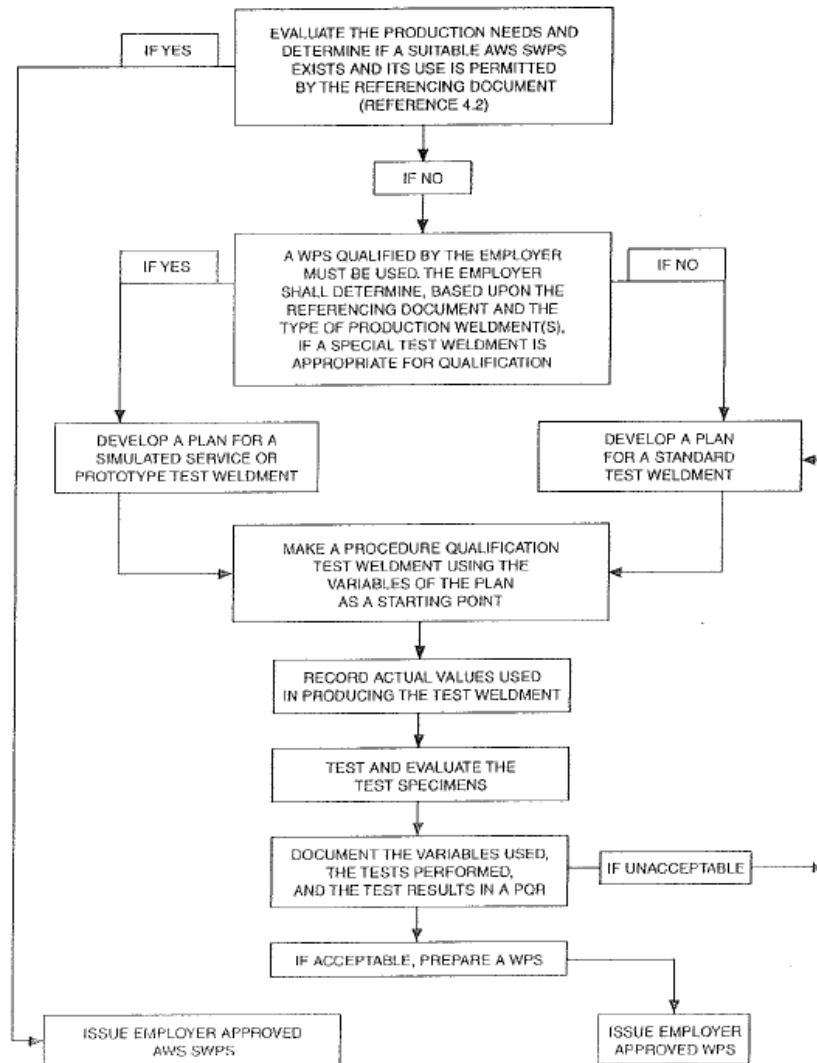 EVALUATE THE PRODUCTION NEEDS AND
DETERMINE IF A SUITABLE AWS SWPS
EXISTS AND ITS USE IS PERMITTED
BY THE REFERENCING DOCUMENT
(REFERENCE 4.2)
IF YES
IF NO
A WPS QUALIFIED BY THE EMPLOYER
MUST BE USED. THE EMPLOYER
SHALL DETERMINE, BASED UPON THE
REFERENCING DOCUMENT AND THE
TYPE OF PRODUCTION WELDMENT(S),
IF A SPECIAL TEST WELDMENT IS
APPROPRIATE FOR QUALIFICATION
IF YES
IF NO
DEVELOP A PLAN FOR A
SIMULATED SERVICE OR
PROTOTYPE TEST WELDMENT
DEVELOP A PLAN
FOR A STANDARD
TEST WELDMENT
MAKE A PROCEDURE QUALIFICATION
TEST WELDMENT USING THE
VARIABLES OF THE PLAN
AS A STARTING POINT
RECORD ACTUAL VALUES USED
IN PRODUCING THE TEST WELDMENT
TEST AND EVALUATE THE
TEST SPECIMENS
DOCUMENT THE VARIABLES USED,
THE TESTS PERFORMED,
AND THE TEST RESULTS IN A PQR
IF UNACCEPTABLE
IF ACCEPTABLE, PREPARE A WPS
ISSUE EMPLOYER APPROVED
AWS SWPS
ISSUE EMPLOYER
APPROVED WPS